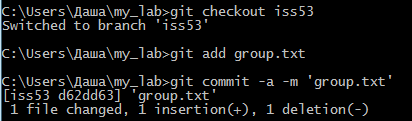 C:\Users\Даша\my_lab>git checkout iss53
Switched to branch 'iss53'
C:\Users\Даша\my_lab>git add group.txt
C:\Users\Даша\my_lab>git commit -a -m 'group.txt'
[iss53 d62dd63] 'group.txt'
 1 file changed, 1 insertion(+), 1 deletion(-)